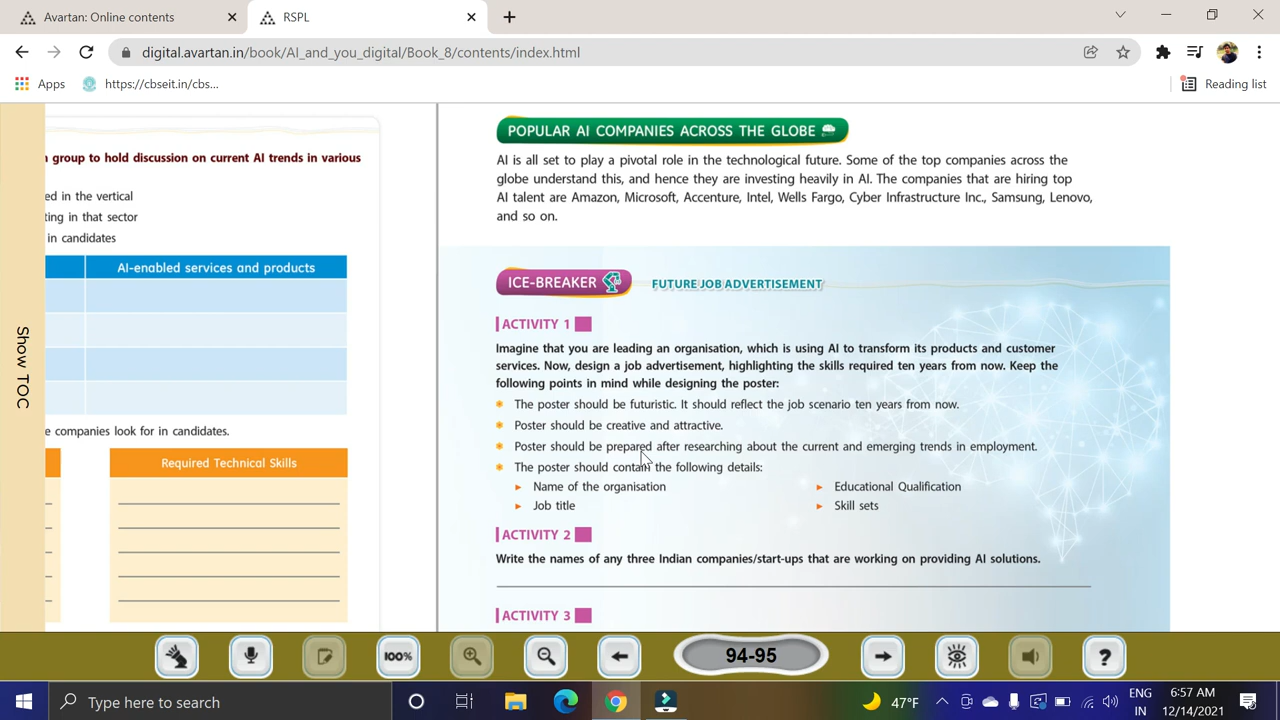 Avartan: Online contents
RSPL
digital.avartan.in/book/AI_and_you_digital/Book_8/contents/index.html
Apps
https://cbseit.in/cbs...
Reading list
Show TOC
group to hold discussion on current AI trends in various
ed in the vertical
ting in that sector
in candidates
AI-enabled services and products
e companies look for in candidates.
Required Technical Skills
POPULAR AI COMPANIES ACROSS THE GLOBE
AI is all set to play a pivotal role in the technological future. Some of the top companies across the
globe understand this, and hence they are investing heavily in AI. The companies that are hiring top
AI talent are Amazon, Microsoft, Accenture, Intel, Wells Fargo, Cyber Infrastructure Inc., Samsung, Lenovo,
and so on.
ICE-BREAKER FUTURE JOB ADVERTISEMENT
ACTIVITY 1
Imagine that you are leading an organisation, which is using AI to transform its products and customer
services. Now, design a job advertisement, highlighting the skills required ten years from now. Keep the
following points in mind while designing the poster:
* The poster should be futuristic. It should reflect the job scenario ten years from now.
* Poster should be creative and attractive.
* Poster should be prepared after researching about the current and emerging trends in employment.
* The poster should contain the following details:
Name of the organisation
Educational Qualification
Job title
Skill sets
ACTIVITY 2
Write the names of any three Indian companies/start-ups that are working on providing AI solutions.
ACTIVITY 3
100%
94-95
?
Type here to search
47°F
ENG
IN
6:57 AM
12/14/2021